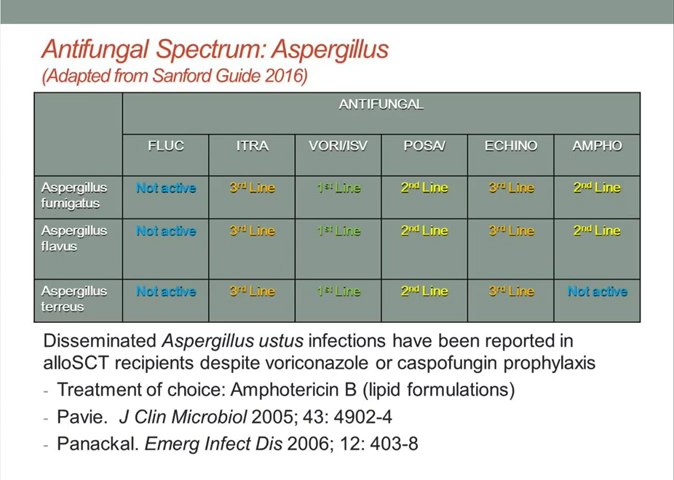 Antifungal Spectrum: Aspergillus
(Adapted from Sanford Guide 2016)
ANTIFUNGAL
FLUC ITRA VORI/ISV POSA/ ECHINO AMPHO
Aspergillus fumigatus Not active 3rd Line 1st Line 2nd Line 3rd Line 2nd Line
Aspergillus flavus Not active 3rd Line 1st Line 2nd Line 3rd Line 2nd Line
Aspergillus terreus Not active 3rd Line 1st Line 2nd Line 3rd Line Not active
Disseminated Aspergillus ustus infections have been reported in
alloSCT recipients despite voriconazole or caspofungin prophylaxis
- Treatment of choice: Amphotericin B (lipid formulations)
- Pavie. J Clin Microbiol 2005; 43: 4902-4
- Panackal. Emerg Infect Dis 2006; 12: 403-8